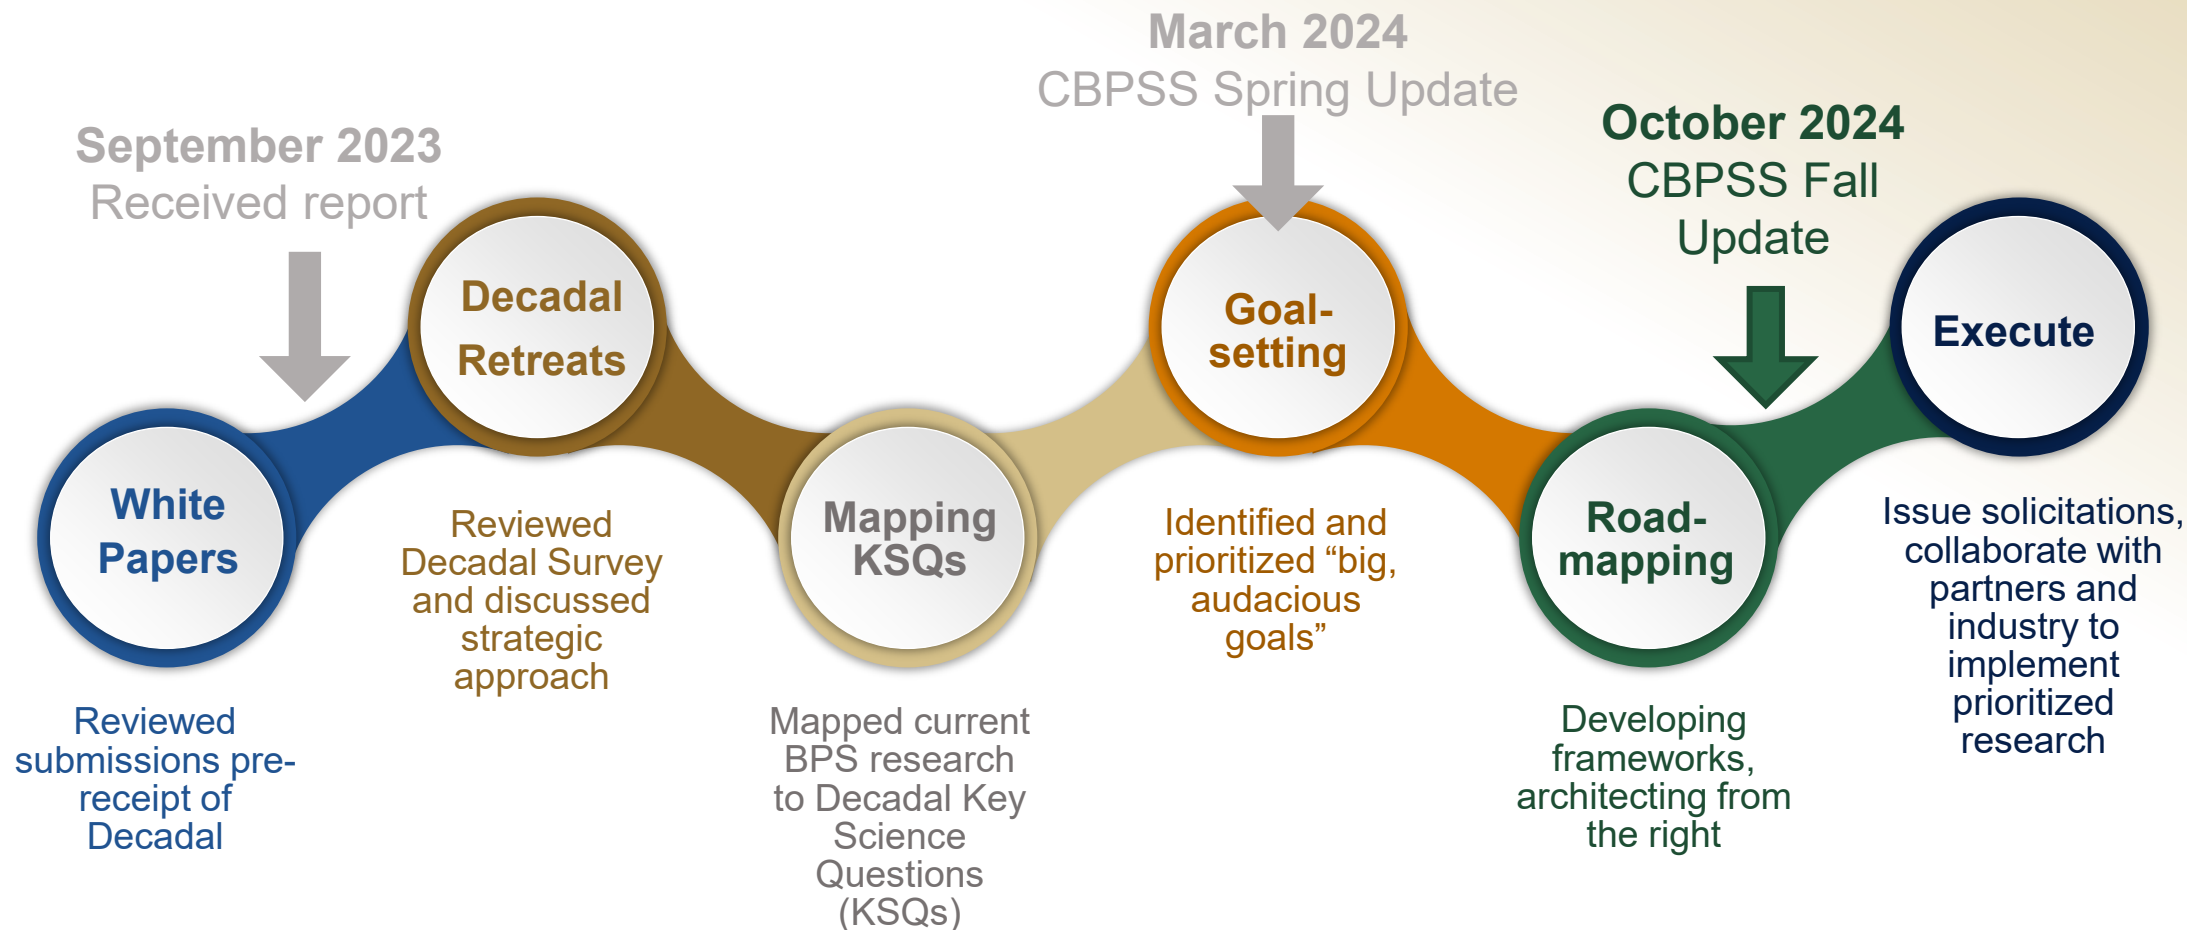 March 2024
CBPSS Spring Update
September 2023
Received report
October 2024
CBPSS Fall
Update
White
Papers
Reviewed
submissions pre-
receipt of
Decadal
Decadal
Retreats
Reviewed
Decadal Survey
and discussed
strategic
approach
Mapping
KSQs
Mapped current
BPS research
to Decadal Key
Science
Questions
(KSQs)
Goal-
setting
Identified and
prioritized “big,
audacious
goals”
Road-
mapping
Developing
frameworks,
architecting from
the right
Execute
Issue solicitations,
collaborate with
partners and
industry to
implement
prioritized
research